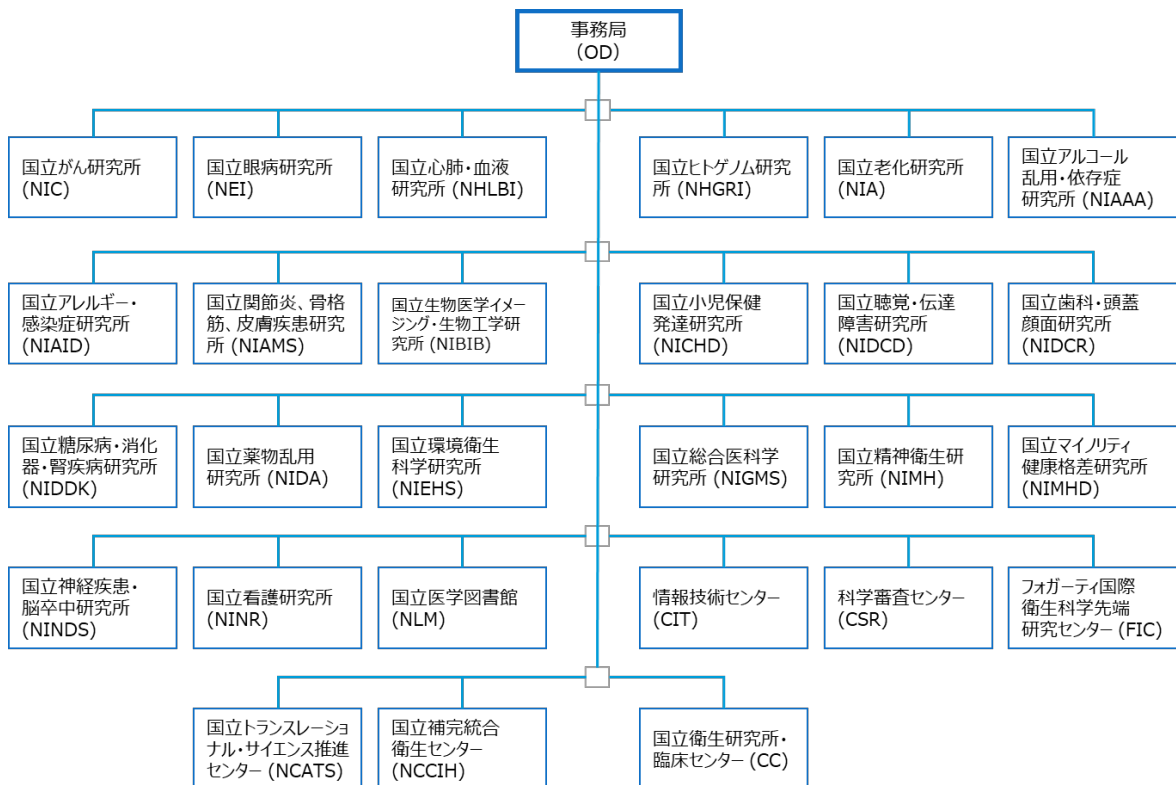 事務局
(OD)
国立がん研究所
(NIC)
国立眼病研究所
(NEI)
国立心肺・血液
研究所 (NHLBI)
国立ヒトゲノム研究
所 (NHGRI)
国立老化研究所
(NIA)
国立アルコール
乱用・依存症
研究所 (NIAAA)
国立アレルギー・
感染症研究所
(NIAID)
国立関節炎、骨格
筋、皮膚疾患研究
所 (NIAMS)
国立生物医学イメー
ジング・生物工学研
究所 (NIBIB)
国立小児保健
発達研究所
(NICHD)
国立聴覚・伝達
障害研究所
(NIDCD)
国立歯科・頭蓋
顔面研究所
(NIDCR)
国立糖尿病・消化
器・腎疾病研究所
(NIDDK)
国立薬物乱用
研究所 (NIDA)
国立環境衛生
科学研究所
(NIEHS)
国立総合医科学
研究所 (NIGMS)
国立精神衛生研
究所 (NIMH)
国立マイノリティ
健康格差研究所
(NIMHD)
国立神経疾患・
脳卒中研究所
(NINDS)
国立看護研究所
(NINR)
国立医学図書館
(NLM)
情報技術センター
(CIT)
科学審査センター
(CSR)
フォガーティ国際
衛生科学先端
研究センター (FIC)
国立トランスレーショ
ナル・サイエンス推進
センター (NCATS)
国立補完統合
衛生センター
(NCCIH)
国立衛生研究所・
臨床センター (CC)